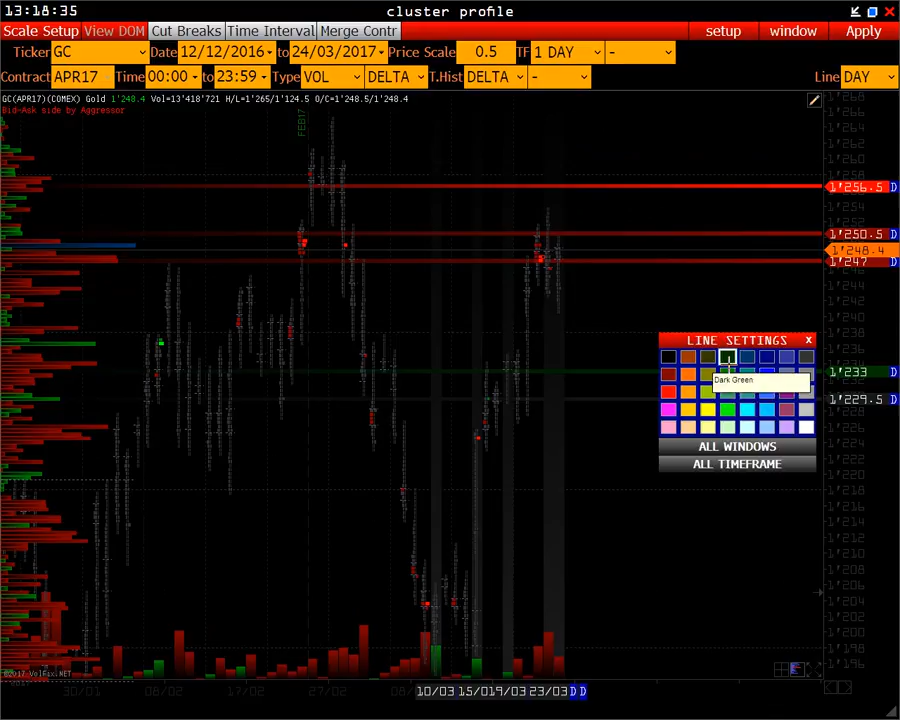 13:18:35 cluster profile
Scale Setup View DOM Cut Breaks Time Interval Merge Contr setup window Apply
Ticker GC Date 12/12/2016 to 24/03/2017 Price Scale 0.5 TF 1 DAY -
Contract APR17 Time 00:00 to 23:59 Type VOL DELTA T.Hist DELTA - Line DAY
GC(APR17)(COMEX) Gold 1'248.4 Vol=13'418'721 H/L=1'265/1'124.5 O/C=1'248.5/1'248.4
Bid-Ask side by Aggressor
FEB17
1'266
1'264
1'262
1'260
1'258
1'256.5 D
1'254
1'250.5 D
1'248.4
1'247 D
1'244
1'242
1'240
1'238
LINE SETTINGS x
1'236
1'233 D
Dark Green
1'229.5 D
1'228
1'226
1'224
ALL WINDOWS
1'222
ALL TIMEFRAME
1'220
1'218
1'216
1'214
1'212
1'210
1'208
1'206
1'204
1'202
1'200
1'198
1'196
©2017 VolFix.NET
30/01 08/02 17/02 27/02 10/03 15/03 19/03 23/03 D D